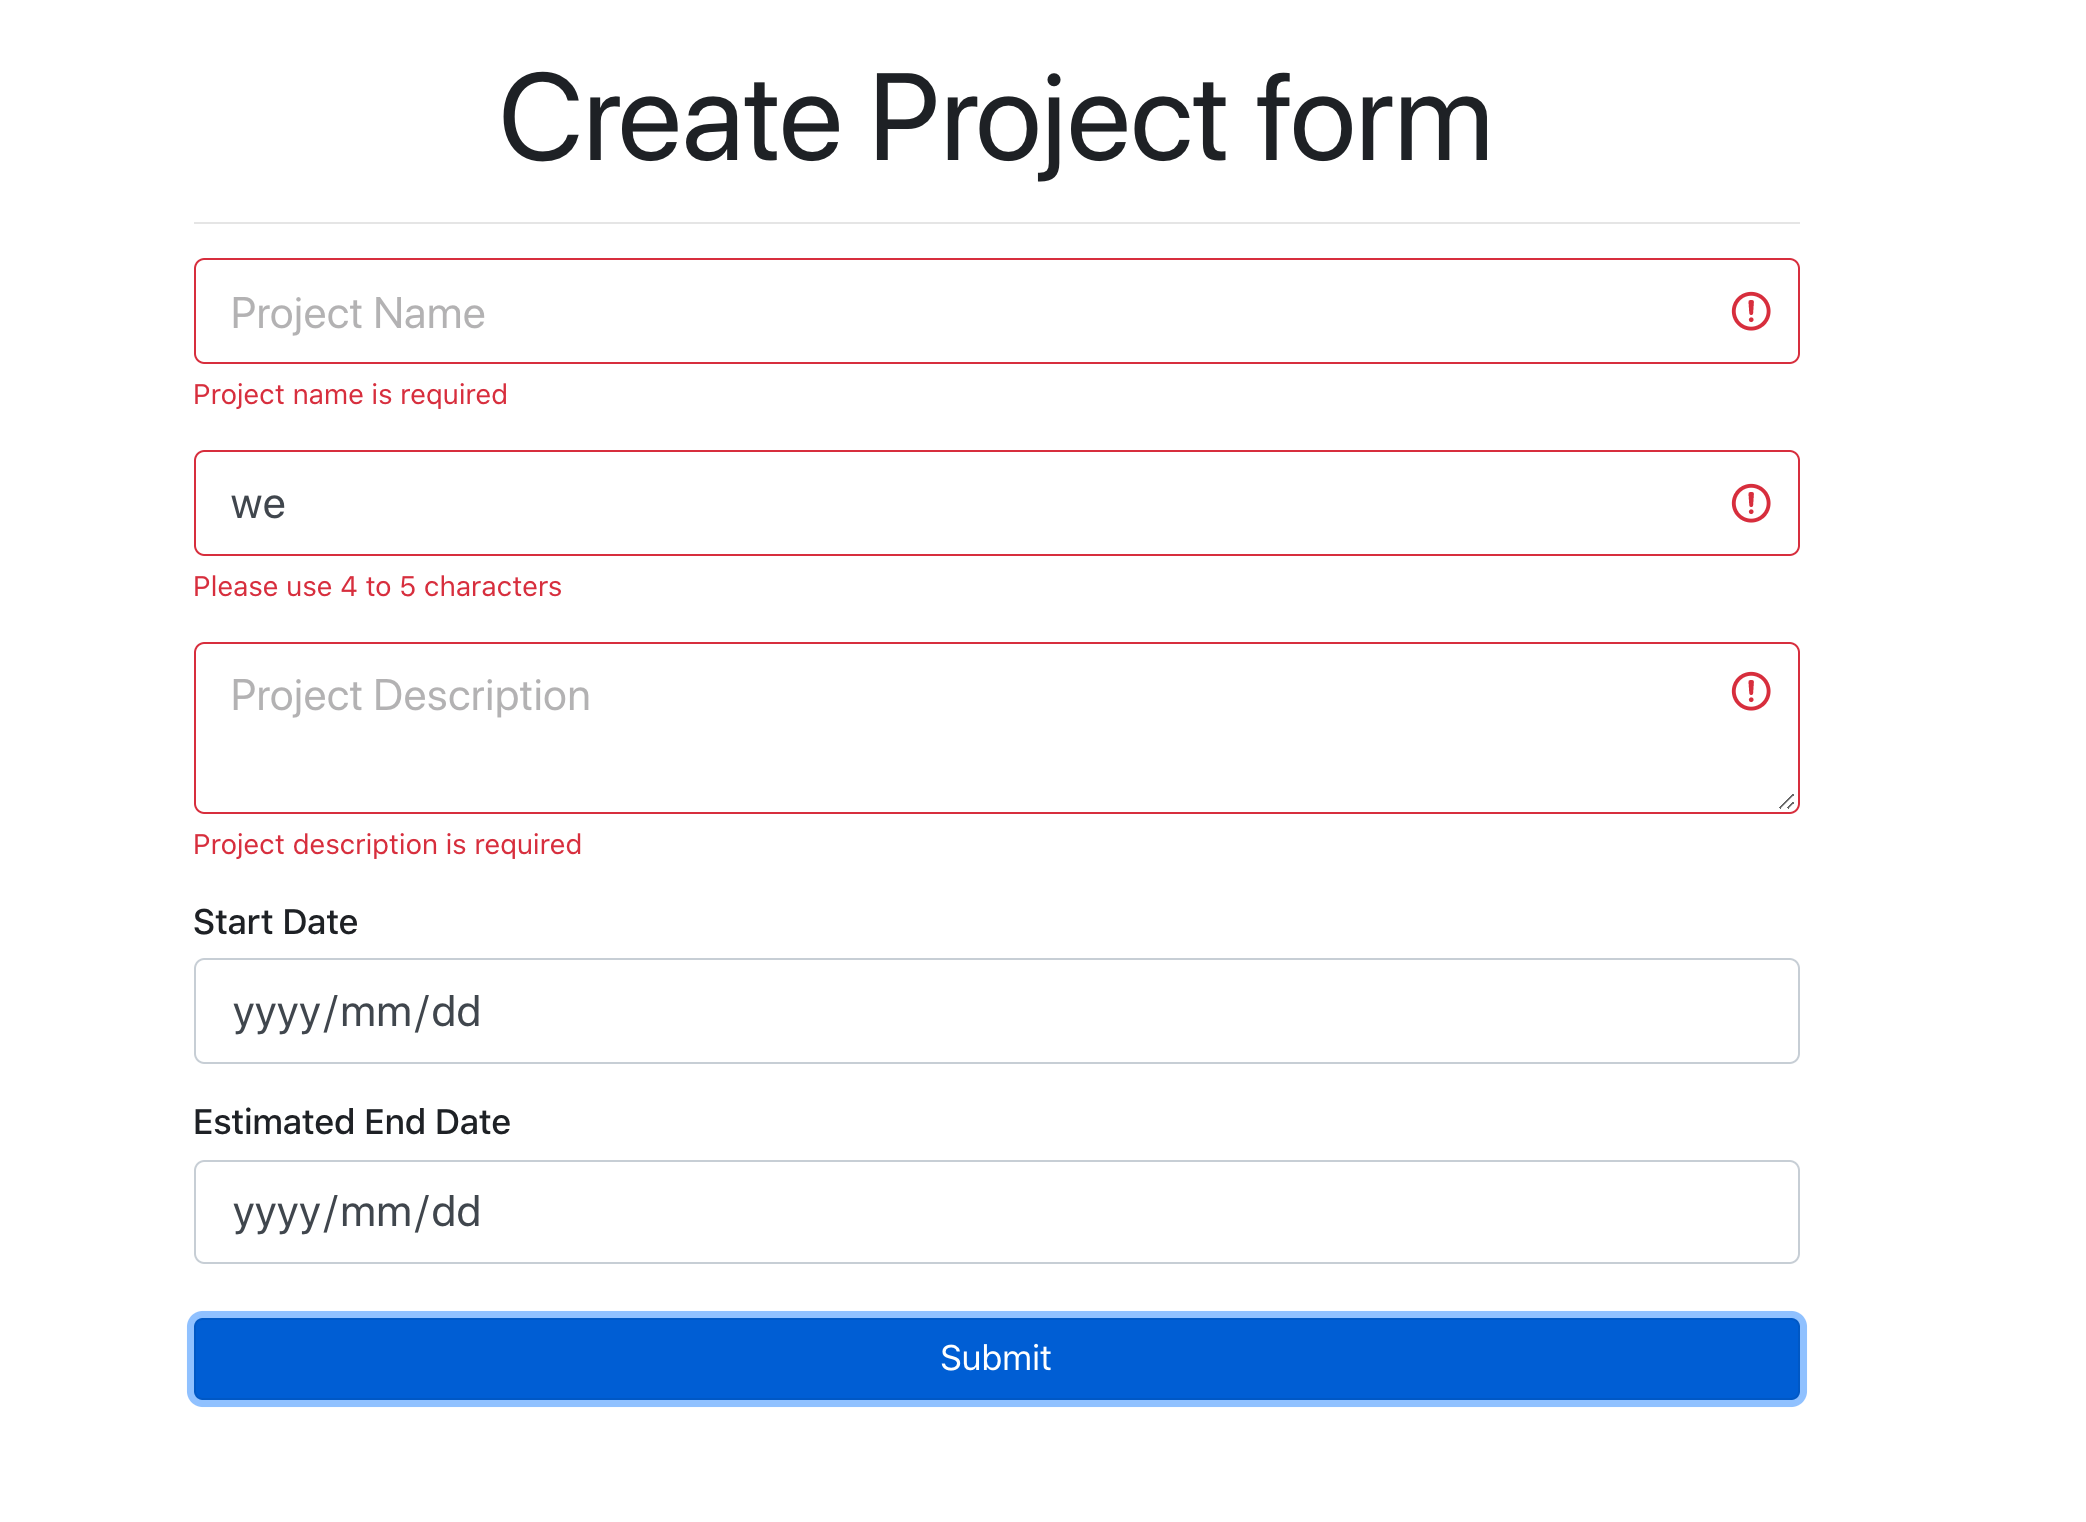 Create Project form
Project Name
Project name is required
we
Please use 4 to 5 characters
Project Description
Project description is required
Start Date
yyyy/mm/dd
Estimated End Date
yyyy/mm/dd
Submit